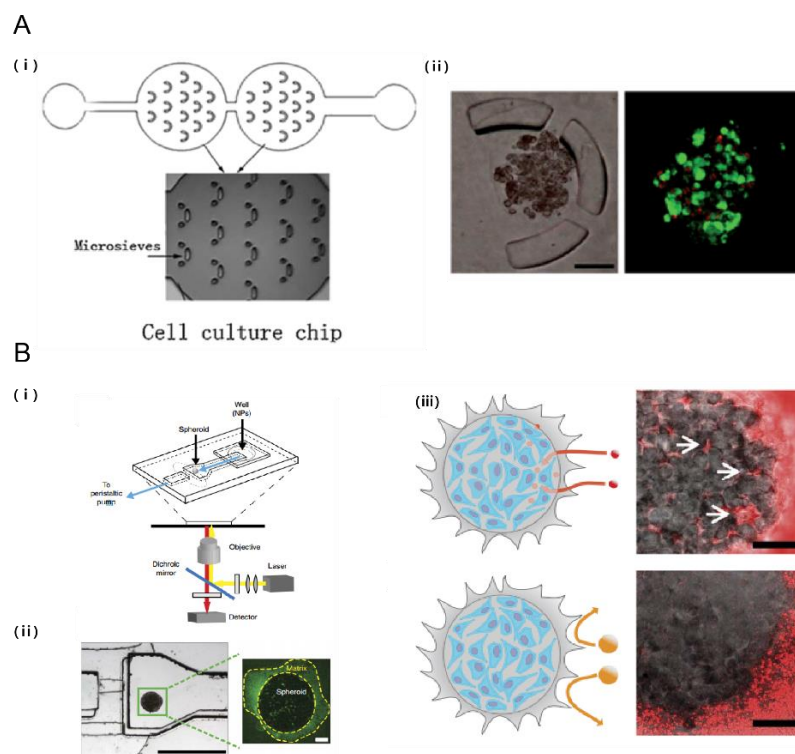 A
(i)
(ii)
Microsieves
Cell culture chip
B
(i)
Well
(NPs)
Spheroid
To
peristaltic
pump
Objective
Dichroic
mirror
Laser
Detector
(ii)
Matrix
Spheroid
(iii)